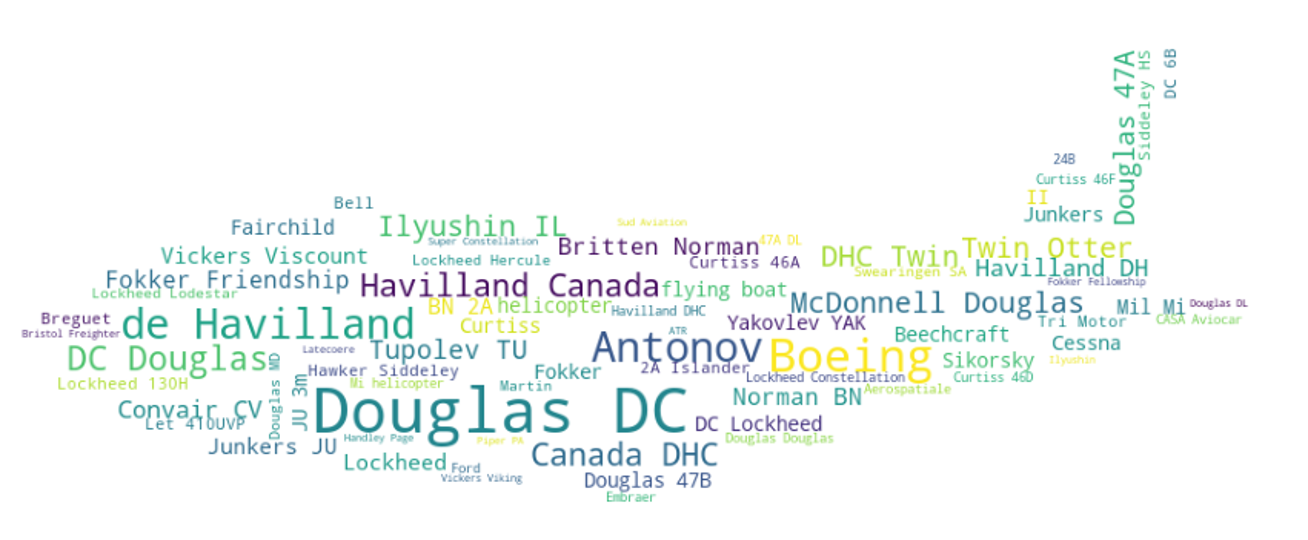 Douglas 47A
Siddeley HS
DC 6B
24B
Curtiss 46F
II
Junkers
Bell
Fairchild
Ilyushin IL
Sud Aviation
Super Constellation
Britten Norman
47A DL
DHC Twin
Twin Otter
Vickers Viscount
Lockheed Hercule
Curtiss 46A
Swearingen SA
Havilland DH
Fokker Friendship
Havilland Canada
flying boat
Fokker Fellowship
Lockheed Lodestar
BN 2A
helicopter
Havilland DHC
McDonnell Douglas
Mil Mi
Douglas DL
Breguet
Bristol Freighter
de Havilland
Curtiss
Yakovlev YAK
Beechcraft
Tri Motor
CASA Aviocar
Cessna
DC Douglas
Douglas MD
Latecoere
Tupolev TU
ATR
Antonov
Boeing
Sikorsky
Ilyushin
Lockheed 130H
JU 3m
Hawker Siddeley
Mi helicopter
Fokker
Martin
2A Islander
Lockheed Constellation
Curtiss 46D
Aerospatiale
Convair CV
Let 410UVP
Douglas DC
Norman BN
DC Lockheed
Douglas Douglas
Junkers JU
Handley Page
Piper PA
Lockheed
Ford
Vickers Viking
Canada DHC
Douglas 47B
Embraer